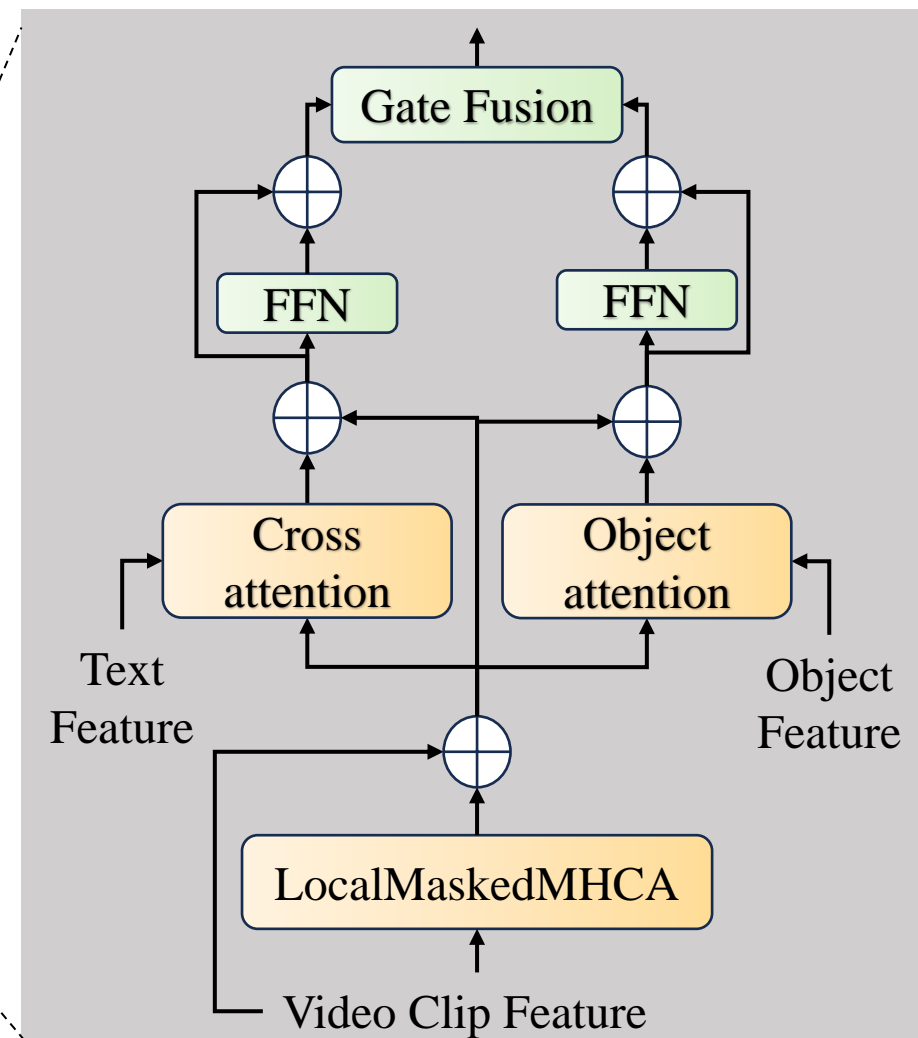 Gate Fusion
FFN
FFN
Cross
attention
Object
attention
Text
Feature
Object
Feature
LocalMaskedMHCA
Video Clip Feature